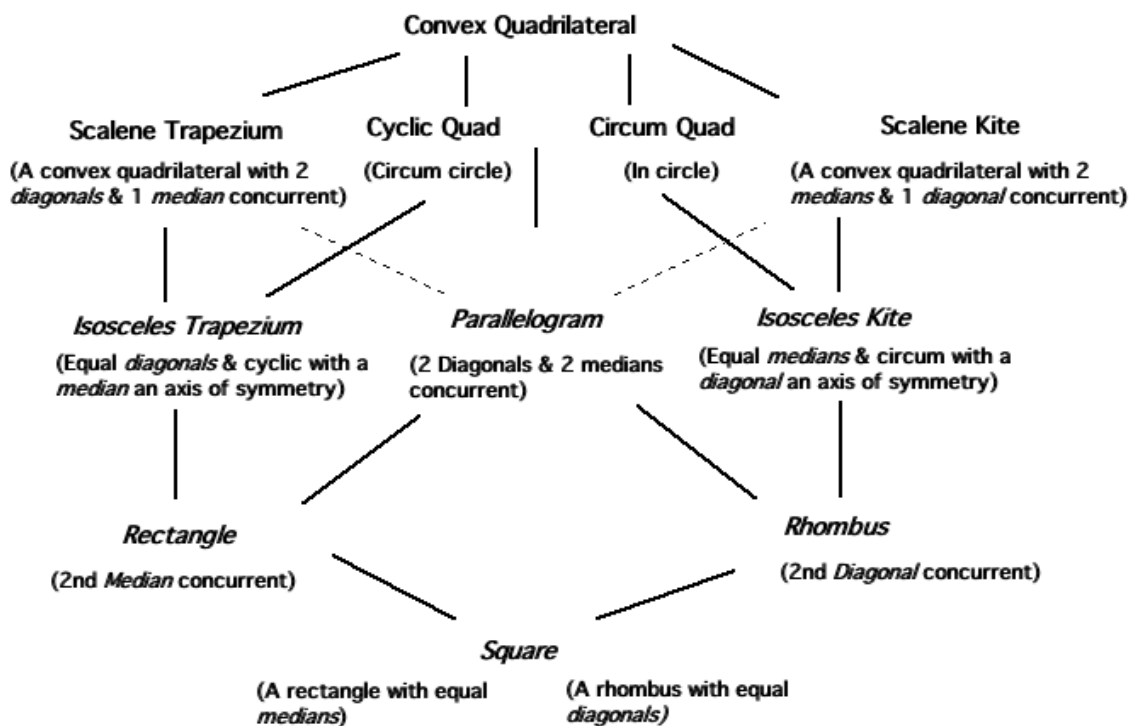 Convex Quadrilateral
Scalene Trapezium
Cyclic Quad
Circum Quad
Scalene Kite
(A convex quadrilateral with 2
diagonals & 1 median concurrent)
(Circum circle)
(In circle)
(A convex quadrilateral with 2
medians & 1 diagonal concurrent)
Isosceles Trapezium
Parallelogram
Isosceles Kite
(Equal diagonals & cyclic with a
median an axis of symmetry)
(2 Diagonals & 2 medians
concurrent)
(Equal medians & circum with a
diagonal an axis of symmetry)
Rectangle
Rhombus
(2nd Median concurrent)
(2nd Diagonal concurrent)
Square
(A rectangle with equal
medians)
(A rhombus with equal
diagonals)